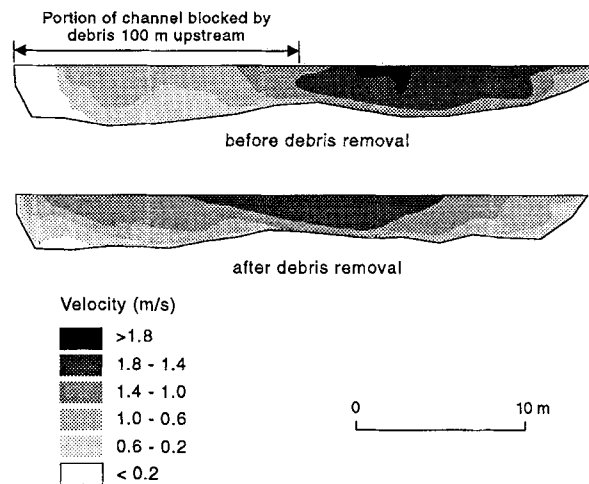 Portion of channel blocked by
debris 100 m upstream
before debris removal
after debris removal
Velocity (m/s)
>1.8
1.8 - 1.4
1.4 - 1.0
1.0 - 0.6
0.6 - 0.2
< 0.2
0 10 m